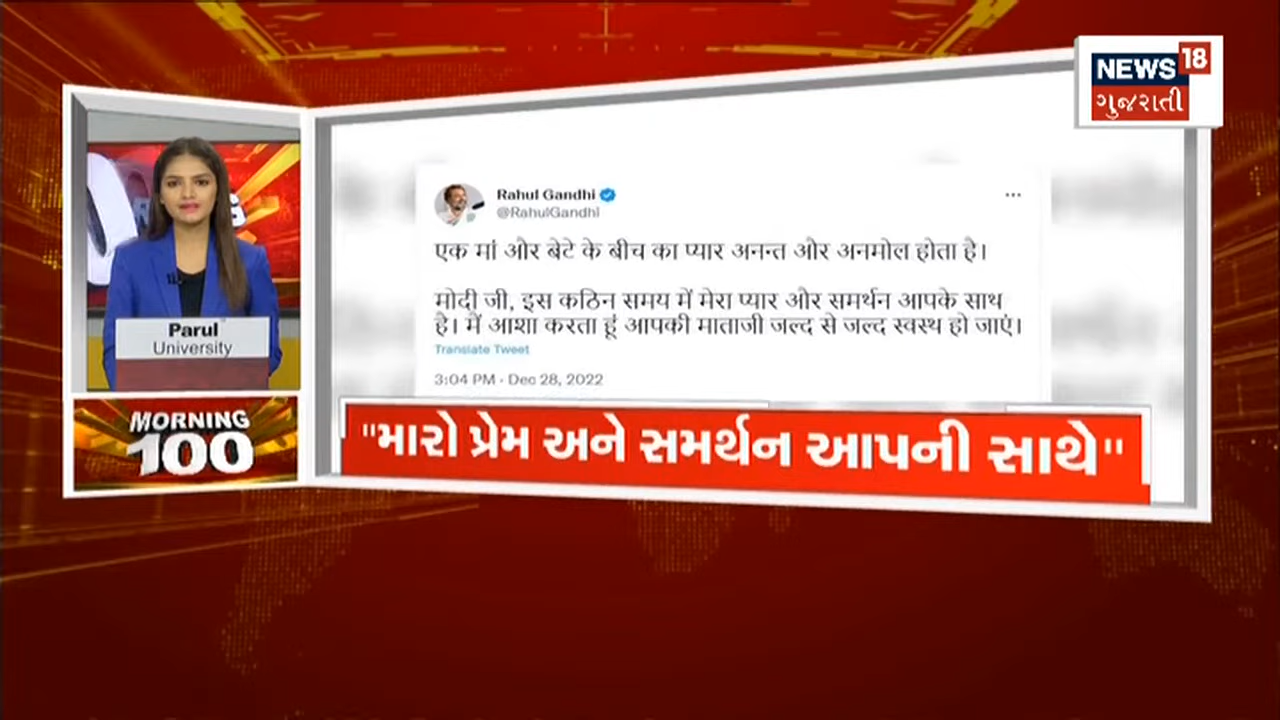 NEWS 18
ગુજરાતી
Rahul Gandhi
@RahulGandhi
...
एक मां और बेटे के बीच का प्यार अनन्त और अनमोल होता है।
मोदी जी, इस कठिन समय में मेरा प्यार और समर्थन आपके साथ
है। मैं आशा करता हूं आपकी माताजी जल्द से जल्द स्वस्थ हो जाएं।
Translate Tweet
3:04 PM · Dec 28, 2022
"મારો પ્રેમ અને સમર્થન આપની સાથે"
Parul
University
MORNING
100